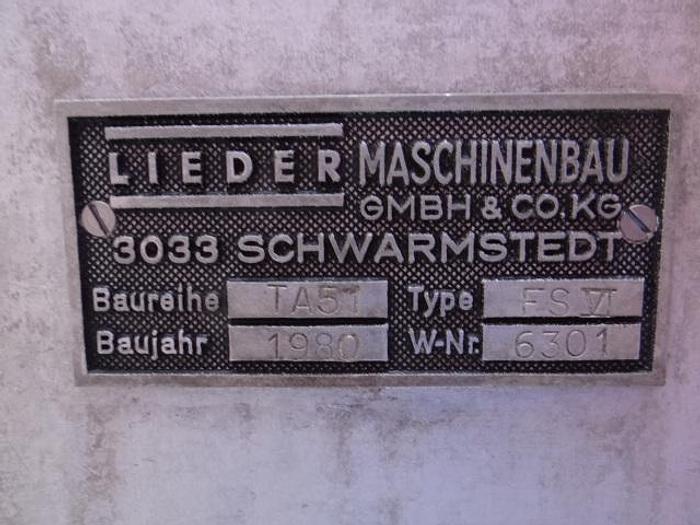 LIEDER MASCHINENBAU
GMBH & CO. KG
3033 SCHWARMSTEDT
Baureihe TA51 Type FS VI
Baujahr 1980 W-Nr. 6301